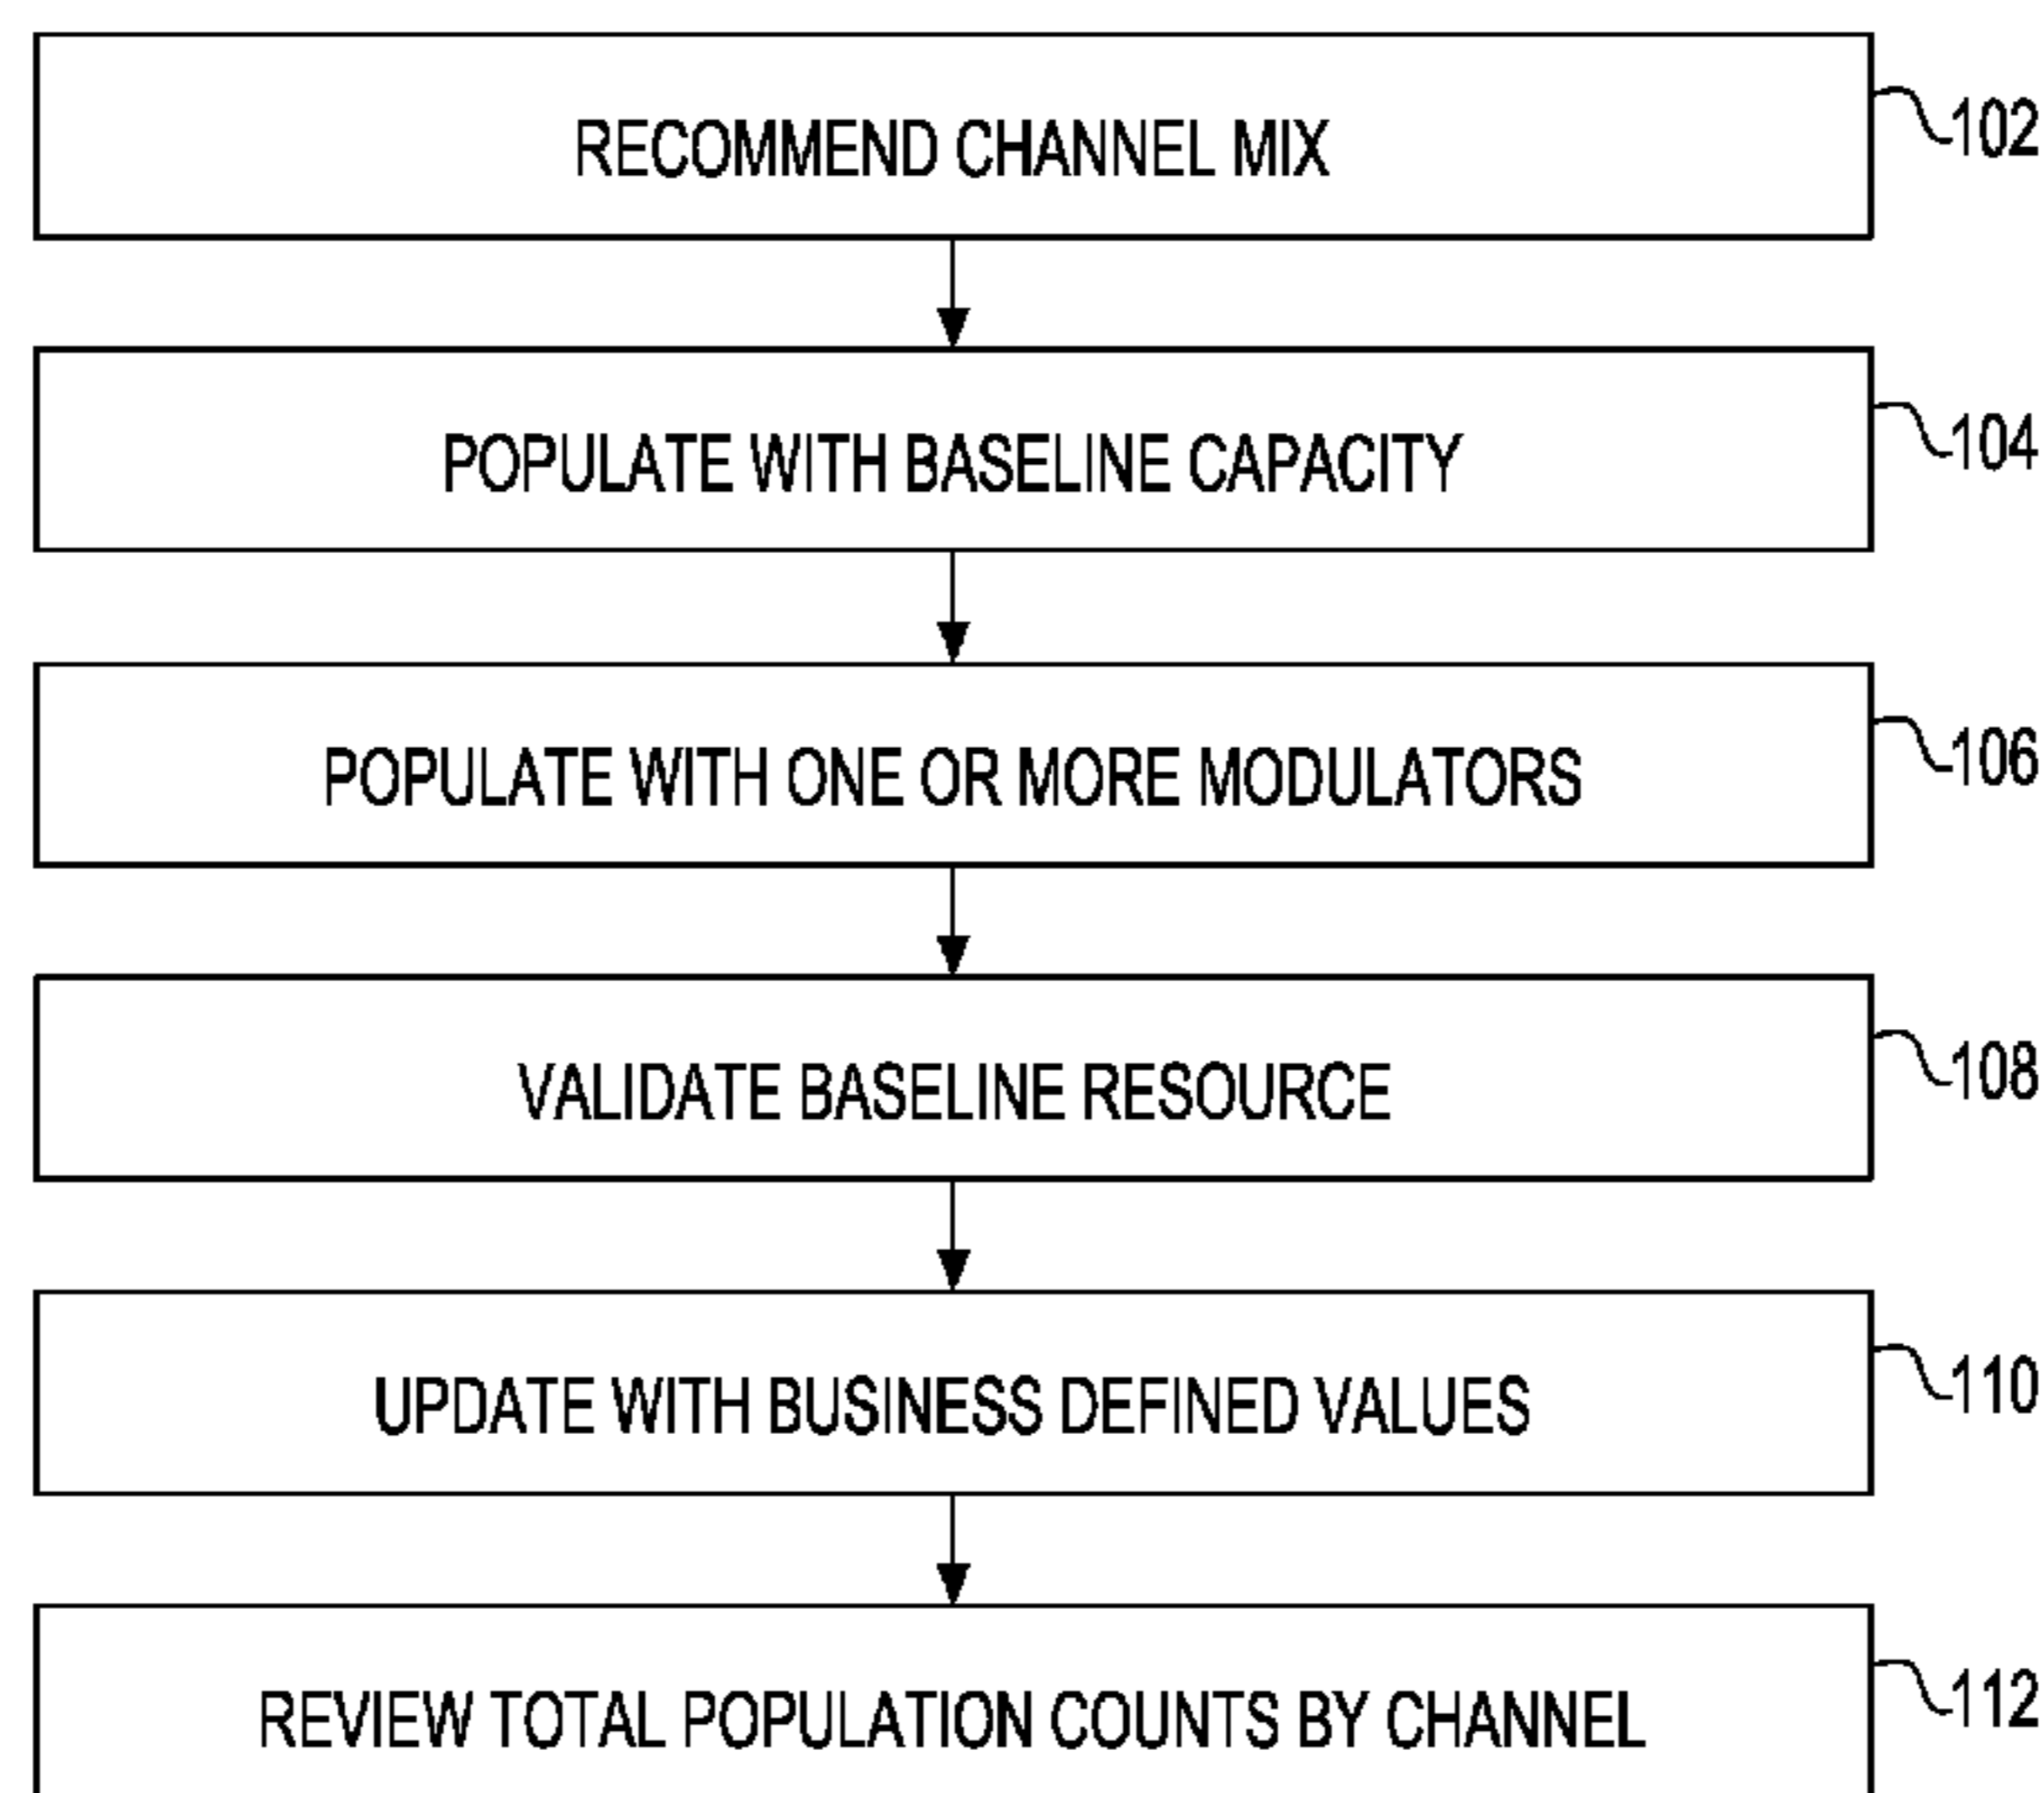 RECOMMEND CHANNEL MIX
102
POPULATE WITH BASELINE CAPACITY
104
POPULATE WITH ONE OR MORE MODULATORS
106
VALIDATE BASELINE RESOURCE
108
UPDATE WITH BUSINESS DEFINED VALUES
110
REVIEW TOTAL POPULATION COUNTS BY CHANNEL
112